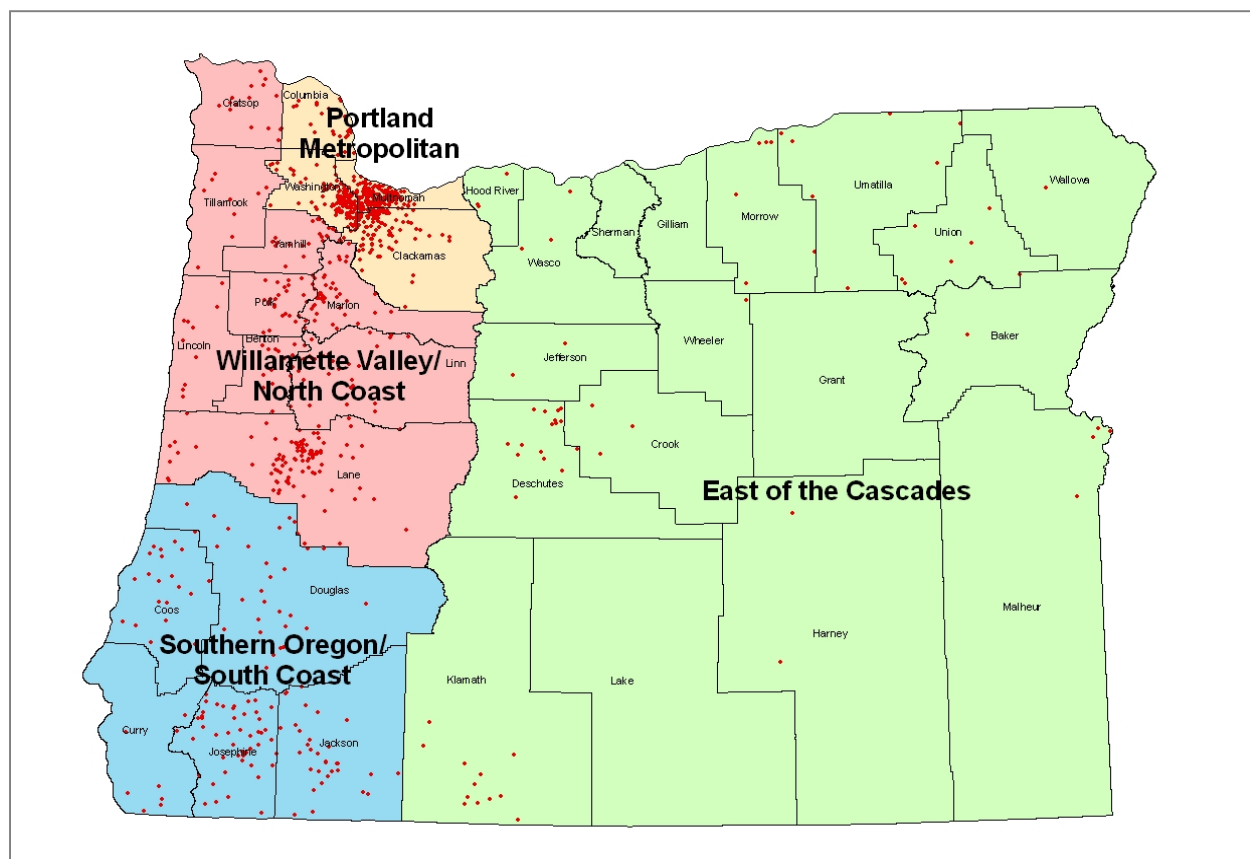 Clatsop
Columbia
Portland
Metropolitan
Washington
Multnomah
Tillamook
Hood River
Umatilla
Wallowa
Morrow
Gilliam
Sherman
Union
Yamhill
Clackamas
Wasco
Polk
Marion
Baker
Lincoln
Benton
Wheeler
Jefferson
Linn
Willamette Valley/
North Coast
Grant
Crook
Lane
Deschutes
East of the Cascades
Douglas
Coos
Malheur
Harney
Southern Oregon/
South Coast
Klamath
Lake
Curry
Josephine
Jackson